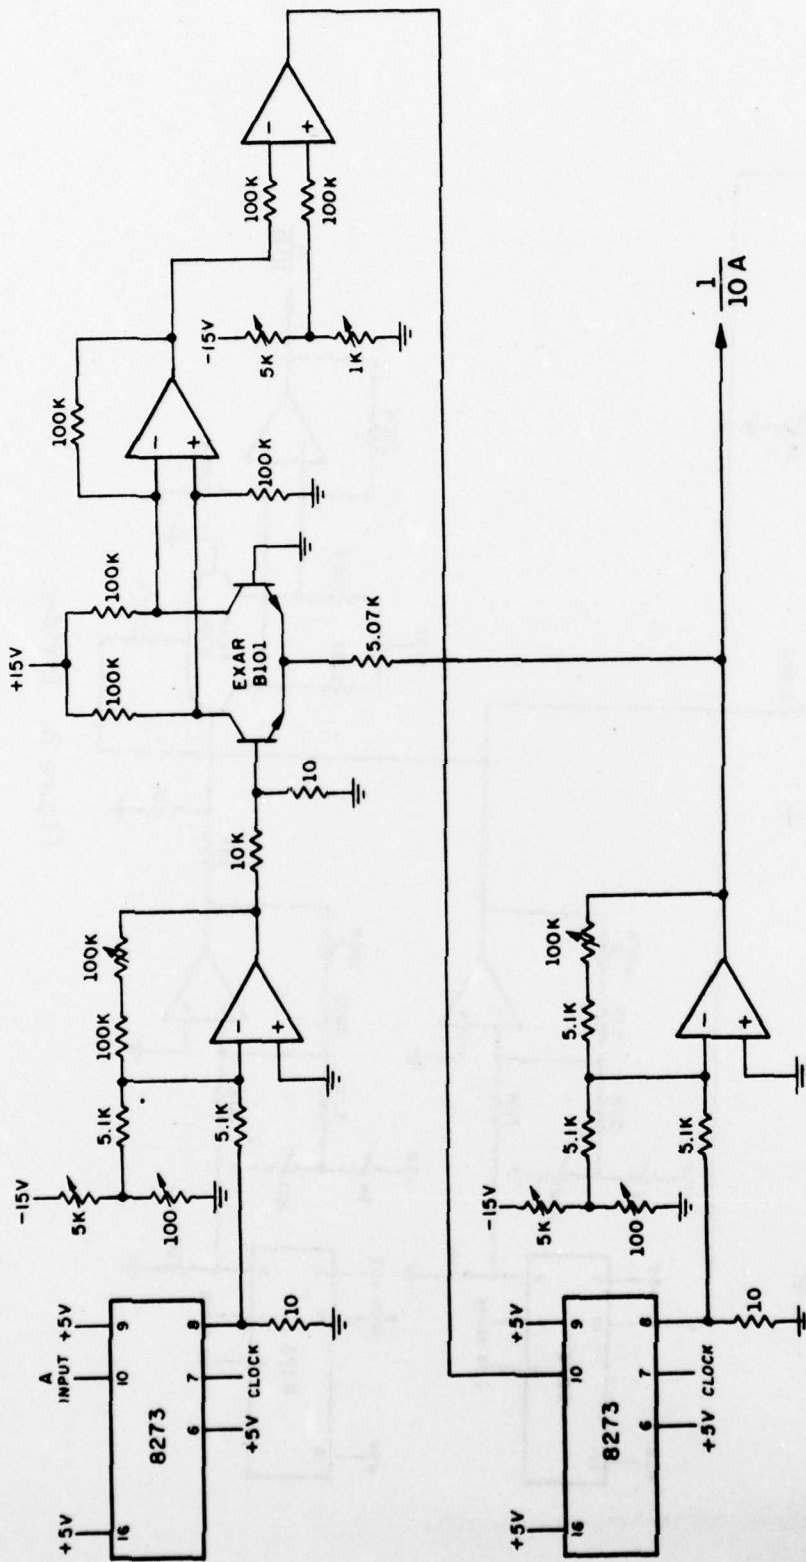 +5V
16
A
INPUT
10
+5V
9
8273
6
+5V
7
CLOCK
8
10
-15V
5K
100
5.1K
5.1K
100K
100K
-
+
10K
10
+15V
100K
100K
EXAR
B101
5.07K
100K
-
+
100K
-15V
5K
1K
100K
100K
-
+
+5V
16
10
+5V
9
8273
6
+5V
7
CLOCK
8
10
-15V
5K
100
5.1K
5.1K
5.1K
100K
-
+
1
10 A